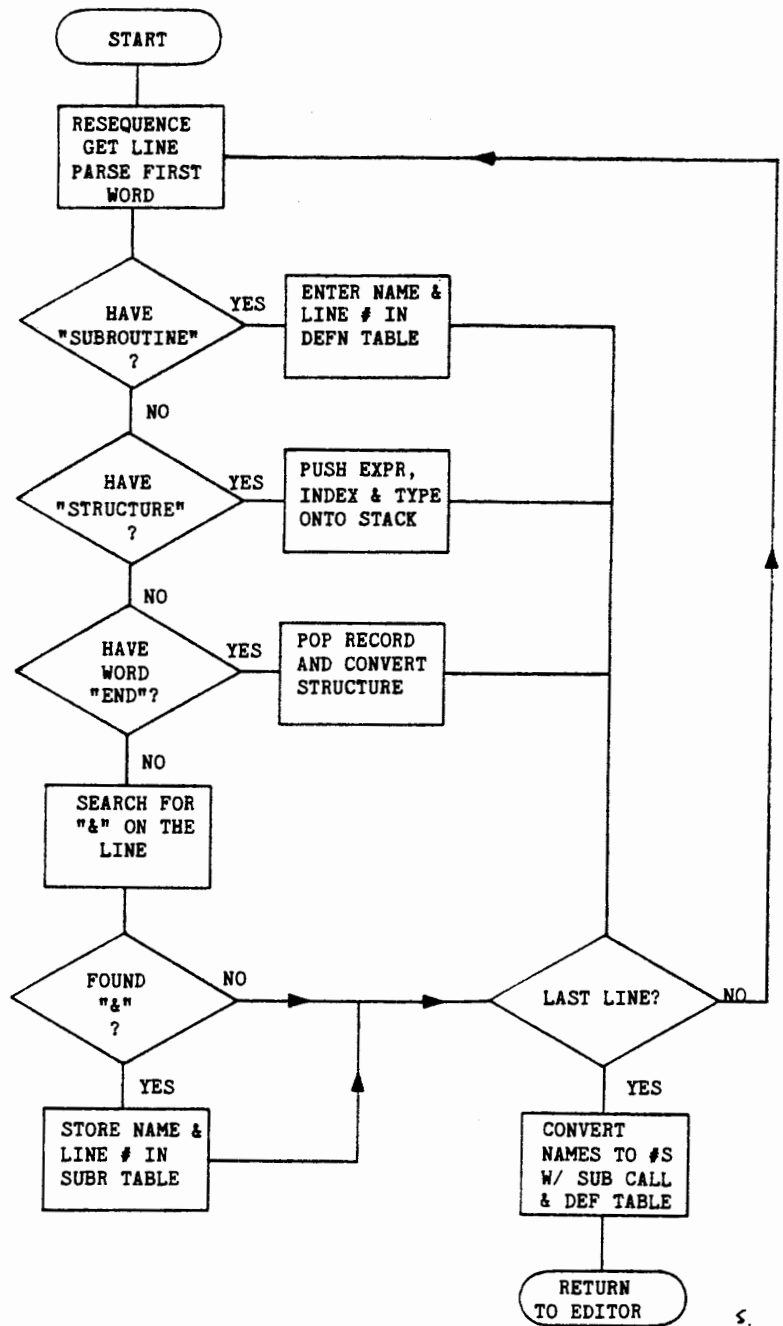 START
RESEQUENCE
GET LINE
PARSE FIRST
WORD
HAVE
"SUBROUTINE"
?
YES
ENTER NAME &
LINE # IN
DEFN TABLE
NO
HAVE
"STRUCTURE"
?
YES
PUSH EXPR,
INDEX & TYPE
ONTO STACK
NO
HAVE
WORD
"END"?
YES
POP RECORD
AND CONVERT
STRUCTURE
NO
SEARCH FOR
"&" ON THE
LINE
FOUND
"&"
?
NO
YES
STORE NAME &
LINE # IN
SUBR TABLE
LAST LINE?
NO
YES
CONVERT
NAMES TO #S
W/ SUB CALL
& DEF TABLE
RETURN
TO EDITOR
S.